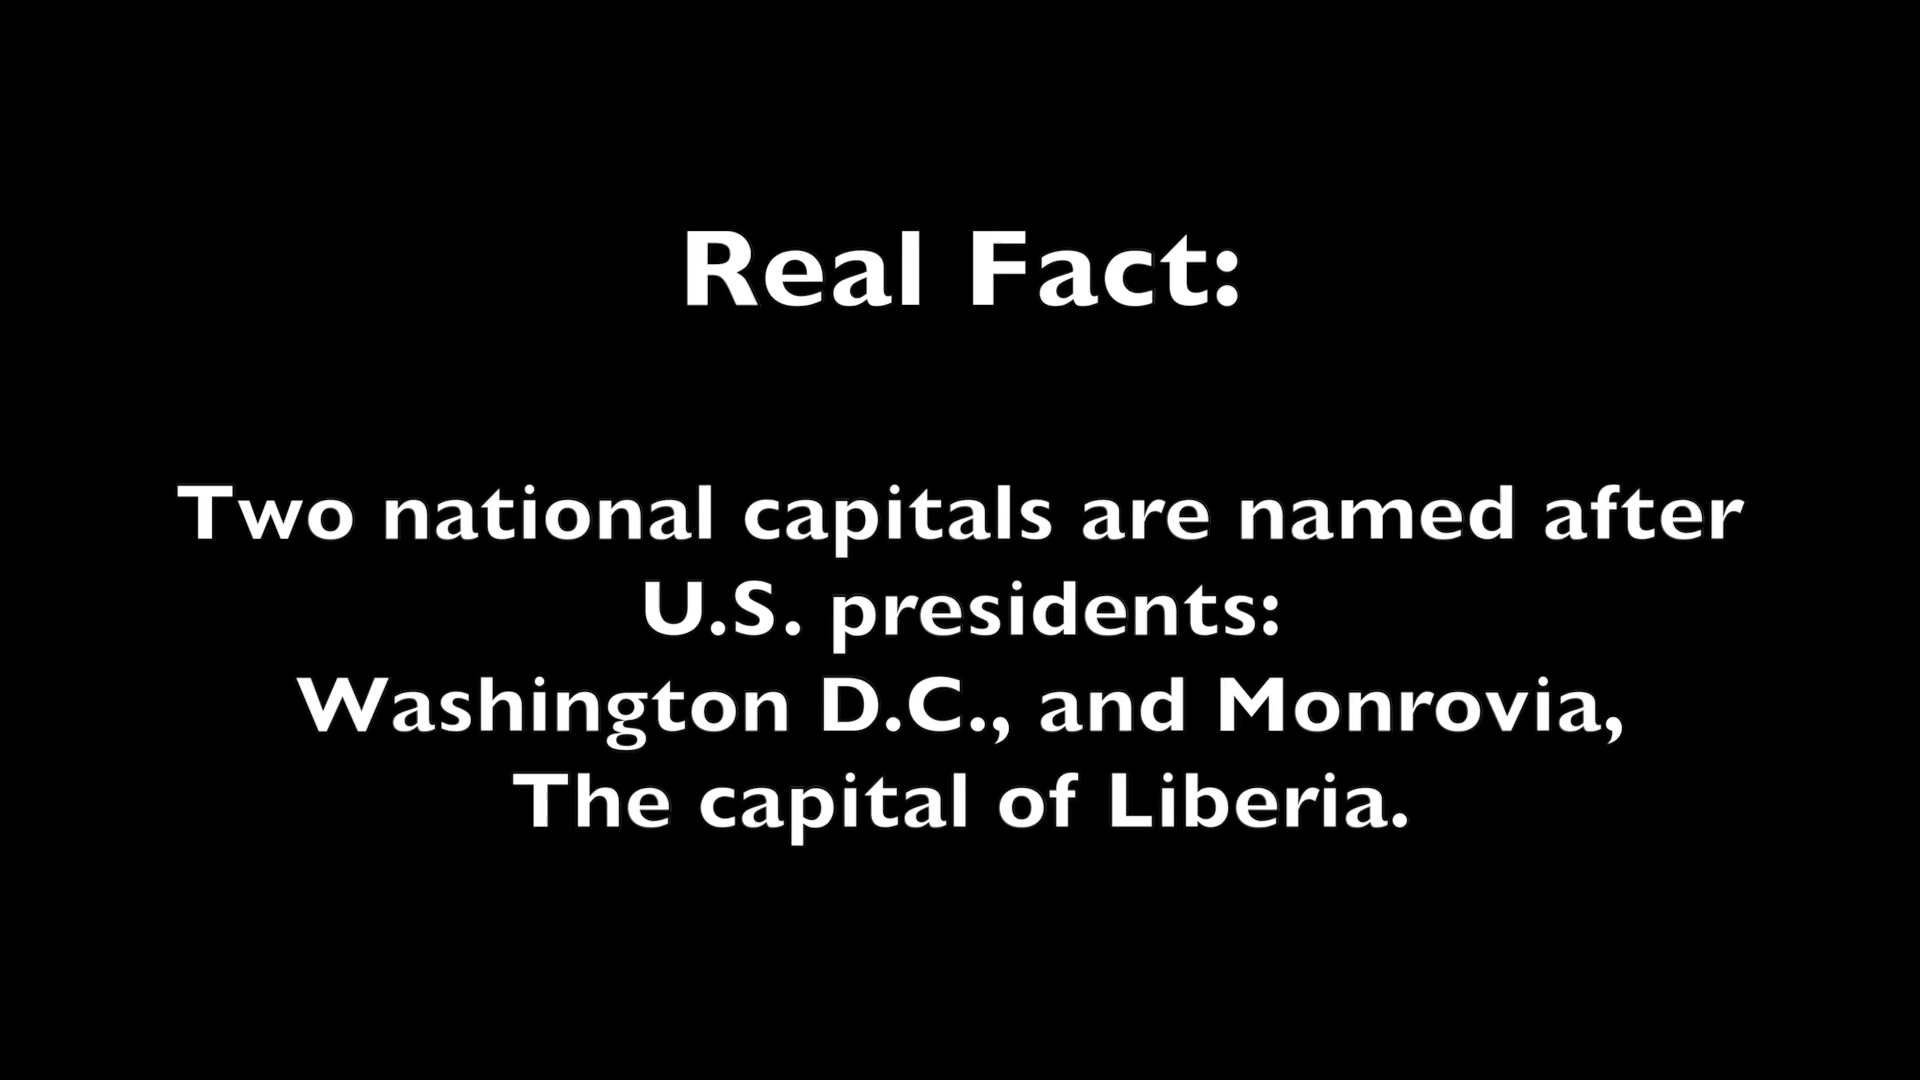 Real Fact:
Two national capitals are named after
U.S. presidents:
Washington D.C., and Monrovia,
The capital of Liberia.